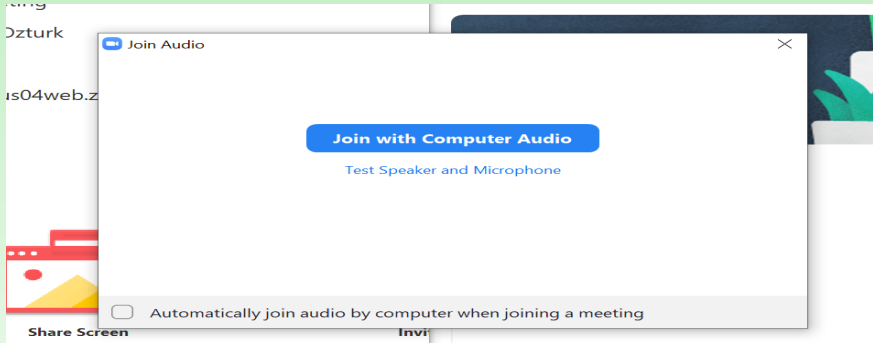 Ozturk
Join Audio
Join with Computer Audio
Test Speaker and Microphone
Automatically join audio by computer when joining a meeting
Share Screen